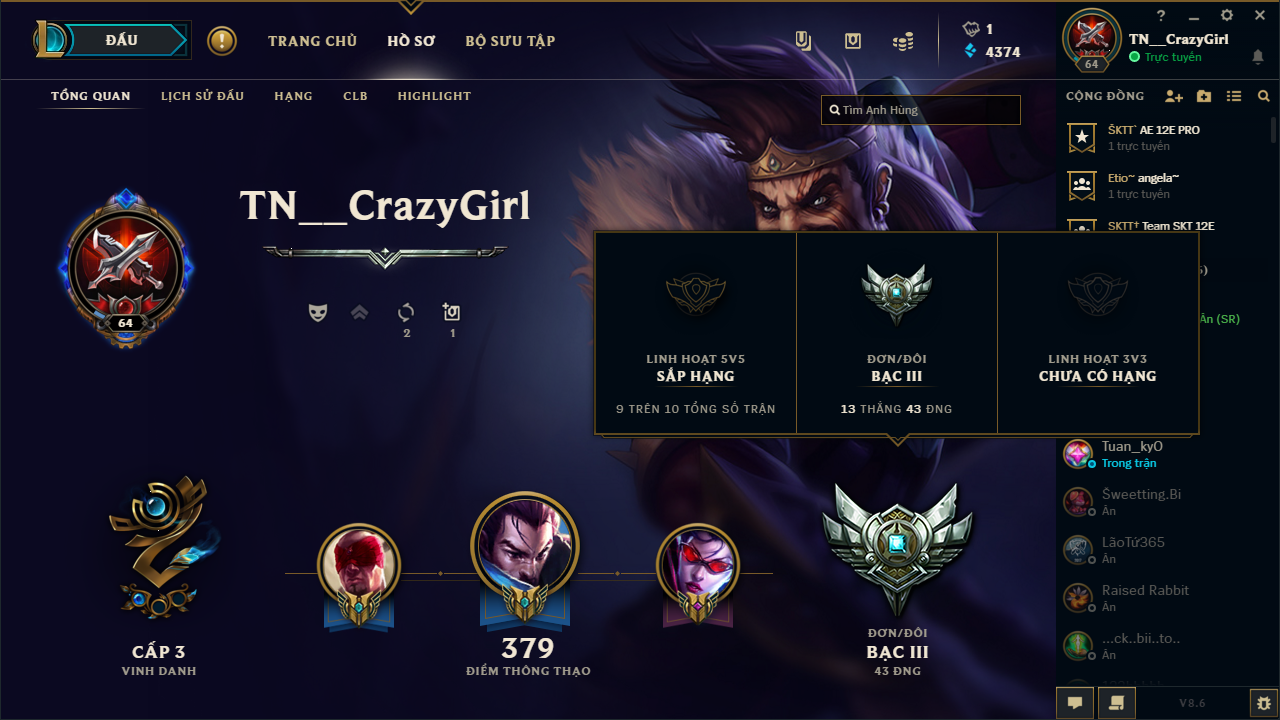 ĐẤU
TRANG CHỦ
HỒ SƠ
BỘ SƯU TẬP
1
4374
?
TN__CrazyGirl
Trực tuyến
64
TỔNG QUAN
LỊCH SỬ ĐẤU
HẠNG
CLB
HIGHLIGHT
Tìm Anh Hùng
CỘNG ĐỒNG
ŠKTT` AE 12E PRO
1 trực tuyến
Etio~ angela~
1 trực tuyến
SKTT† Team SKT 12E
TN__CrazyGirl
64
2
1
LINH HOẠT 5V5
SẮP HẠNG
9 TRÊN 10 TỔNG SỐ TRẬN
ĐƠN/ĐÔI
BẠC III
13 THẮNG 43 ĐNG
LINH HOẠT 3V3
CHƯA CÓ HẠNG
Ẩn (SR)
Tuan_kyO
Trong trận
Šweetting.Bi
Ẩn
LãoTứ365
Ẩn
Raised Rabbit
Ẩn
...ck..bii..to..
Ẩn
CẤP 3
VINH DANH
379
ĐIỂM THÔNG THẠO
ĐƠN/ĐÔI
BẠC III
43 ĐNG
V8.6